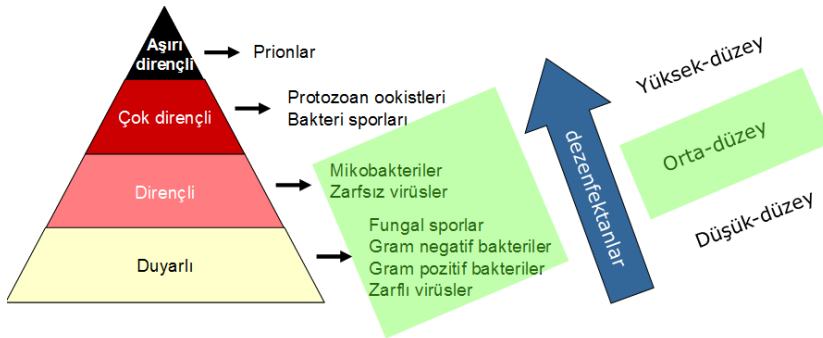 Aşırı
dirençli
Prionlar
Çok dirençli
Protozoan ookistleri
Bakteri sporları
Dirençli
Mikobakteriler
Zarfsız virüsler
Duyarlı
Fungal sporlar
Gram negatif bakteriler
Gram pozitif bakteriler
Zarflı virüsler
dezenfektanlar
Yüksek-düzey
Orta-düzey
Düşük-düzey